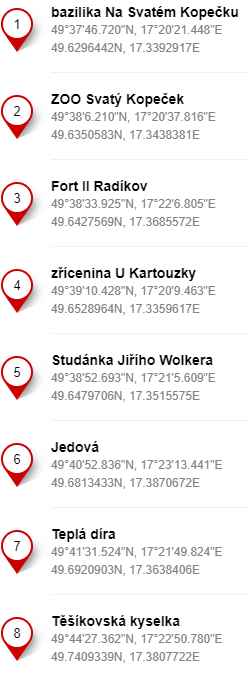 1
bazilika Na Svatém Kopečku
49°37'46.720"N, 17°20'21.448"E
49.6296442N, 17.3392917E
2
ZOO Svatý Kopeček
49°38'6.210"N, 17°20'37.816"E
49.6350583N, 17.3438381E
3
Fort II Radíkov
49°38'33.925"N, 17°22'6.805"E
49.6427569N, 17.3685572E
4
zřícenina U Kartouzky
49°39'10.428"N, 17°20'9.463"E
49.6528964N, 17.3359617E
5
Studánka Jiřího Wolkera
49°38'52.693"N, 17°21'5.609"E
49.6479706N, 17.3515575E
6
Jedová
49°40'52.836"N, 17°23'13.441"E
49.6813433N, 17.3870672E
7
Teplá díra
49°41'31.524"N, 17°21'49.824"E
49.6920903N, 17.3638406E
8
Těšíkovská kyselka
49°44'27.362"N, 17°22'50.780"E
49.7409339N, 17.3807722E